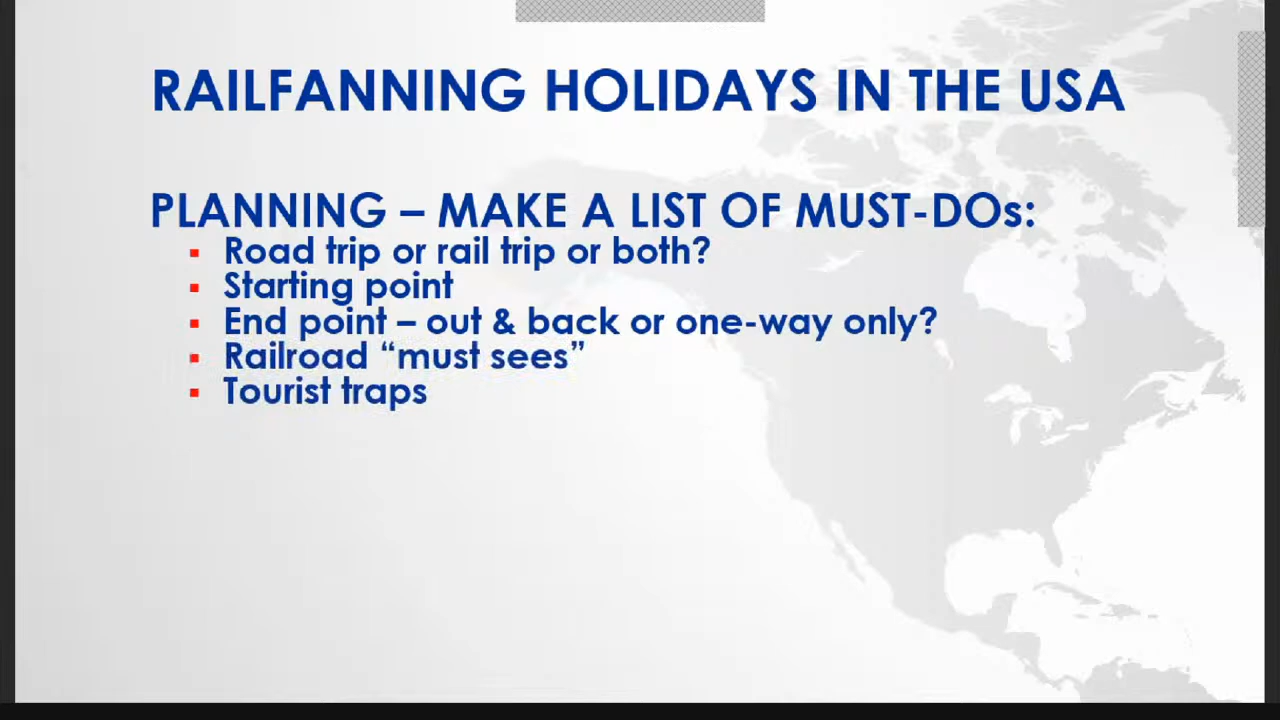 RAILFANNING HOLIDAYS IN THE USA
PLANNING – MAKE A LIST OF MUST-DOs:
▪ Road trip or rail trip or both?
▪ Starting point
▪ End point – out & back or one-way only?
▪ Railroad “must sees”
▪ Tourist traps